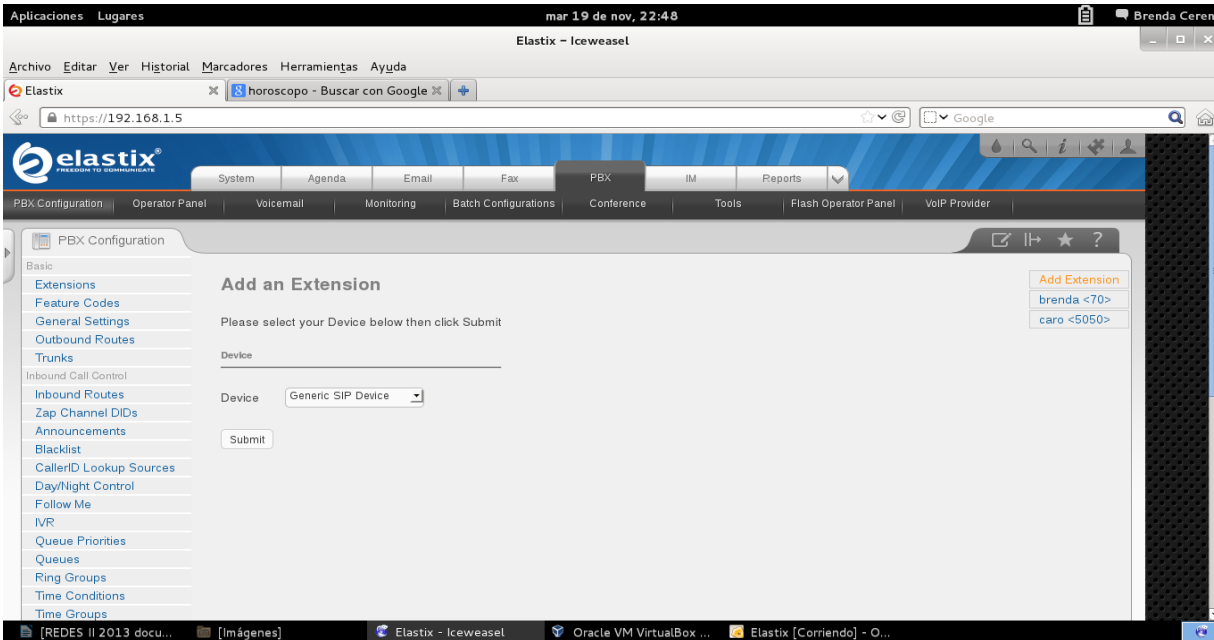 Aplicaciones Lugares mar 19 de nov, 22:48 Brenda Ceren
Elastix - Iceweasel
Archivo Editar Ver Historial Marcadores Herramientas Ayuda
Elastix horoscopo - Buscar con Google
https://192.168.1.5 Google
elastix®
FREEDOM TO COMMUNICATE
System Agenda Email Fax PBX IM Reports
PBX Configuration Operator Panel Voicemail Monitoring Batch Configurations Conference Tools Flash Operator Panel VoIP Provider
PBX Configuration
Basic
Extensions
Feature Codes
General Settings
Outbound Routes
Trunks
Inbound Call Control
Inbound Routes
Zap Channel DIDs
Announcements
Blacklist
CallerID Lookup Sources
Day/Night Control
Follow Me
IVR
Queue Priorities
Queues
Ring Groups
Time Conditions
Time Groups
Add an Extension
Please select your Device below then click Submit
Device
Device Generic SIP Device
Submit
Add Extension
brenda <70>
caro <5050>
[REDES II 2013 docu... [Imágenes] Elastix - Iceweasel Oracle VM VirtualBox ... Elastix [Corriendo] - O...